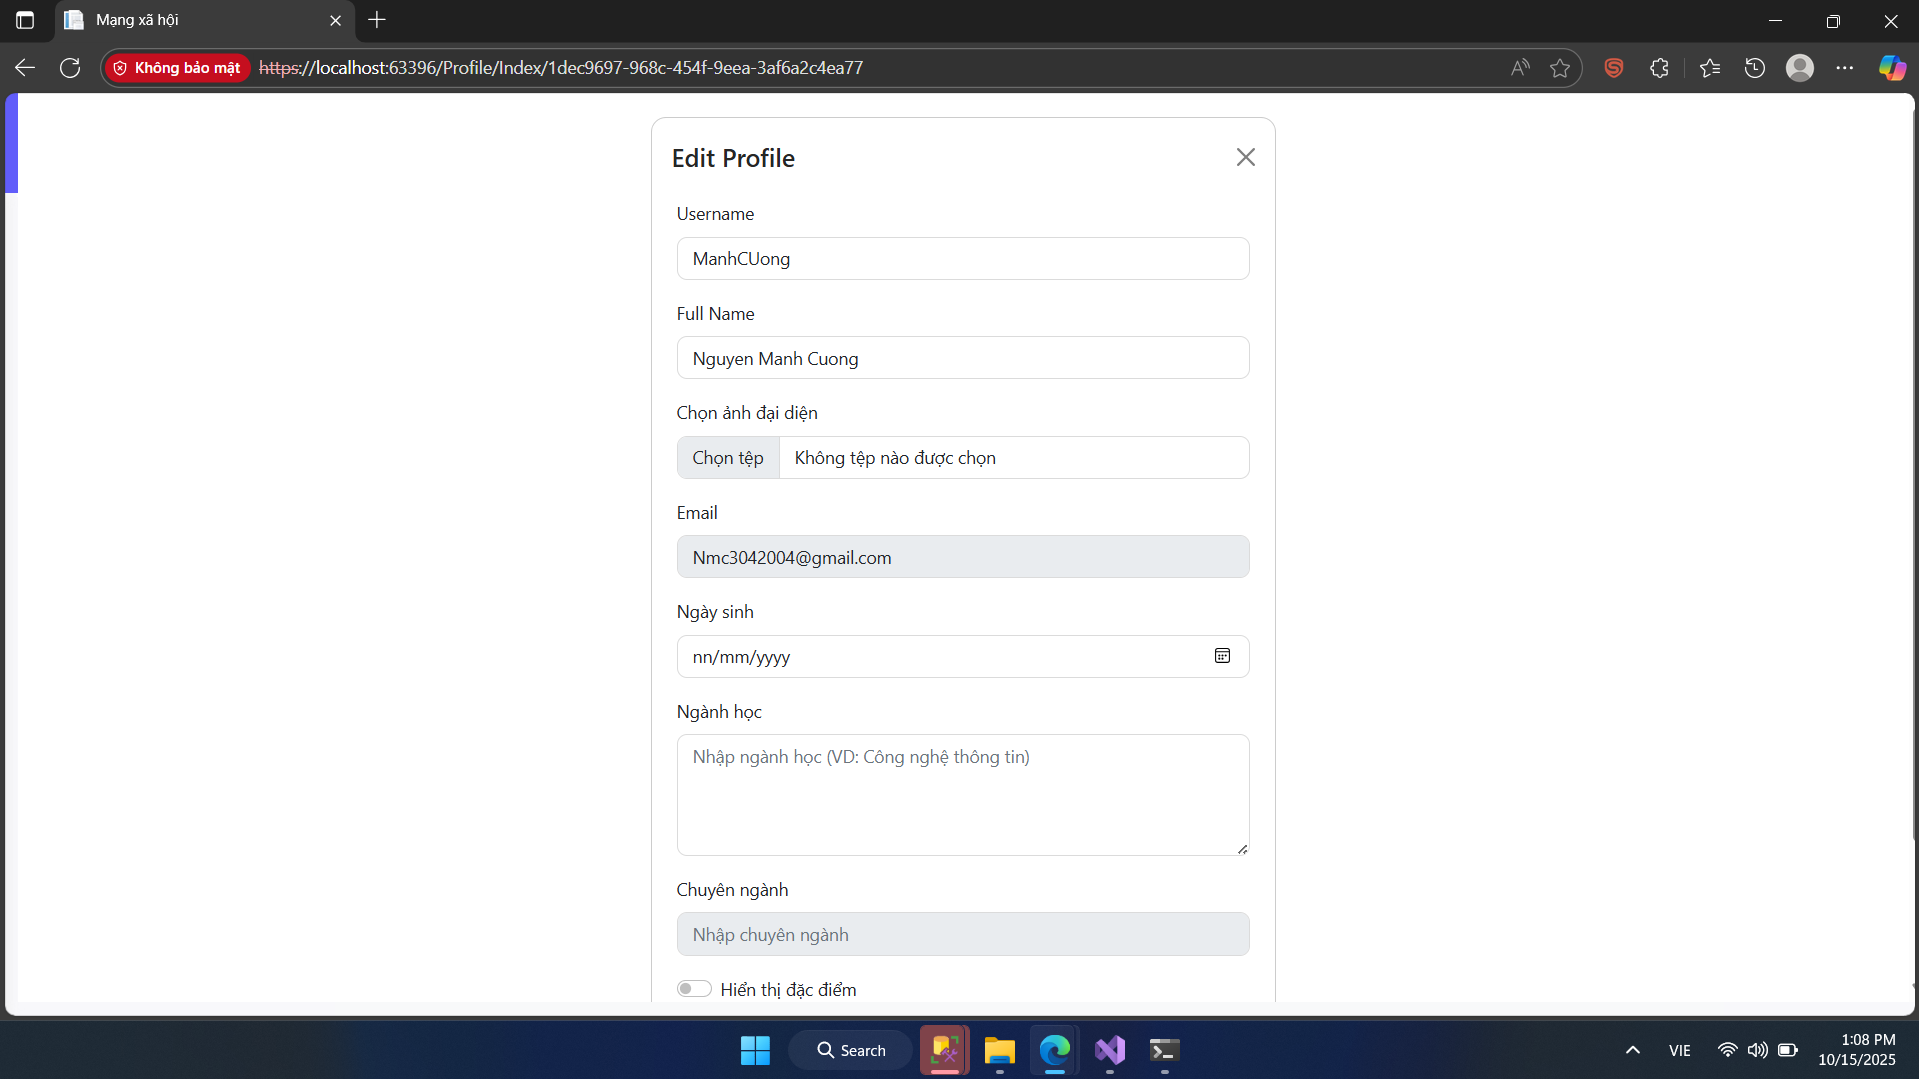 Mạng xã hội
Không bảo mật https://localhost:63396/Profile/Index/1dec9697-968c-454f-9eea-3af6a2c4ea77
Edit Profile
Username
ManhCUong
Full Name
Nguyen Manh Cuong
Chọn ảnh đại diện
Chọn tệp Không tệp nào được chọn
Email
Nmc3042004@gmail.com
Ngày sinh
nn/mm/yyyy
Ngành học
Nhập ngành học (VD: Công nghệ thông tin)
Chuyên ngành
Nhập chuyên ngành
Hiển thị đặc điểm
Search
VIE
1:08 PM
10/15/2025